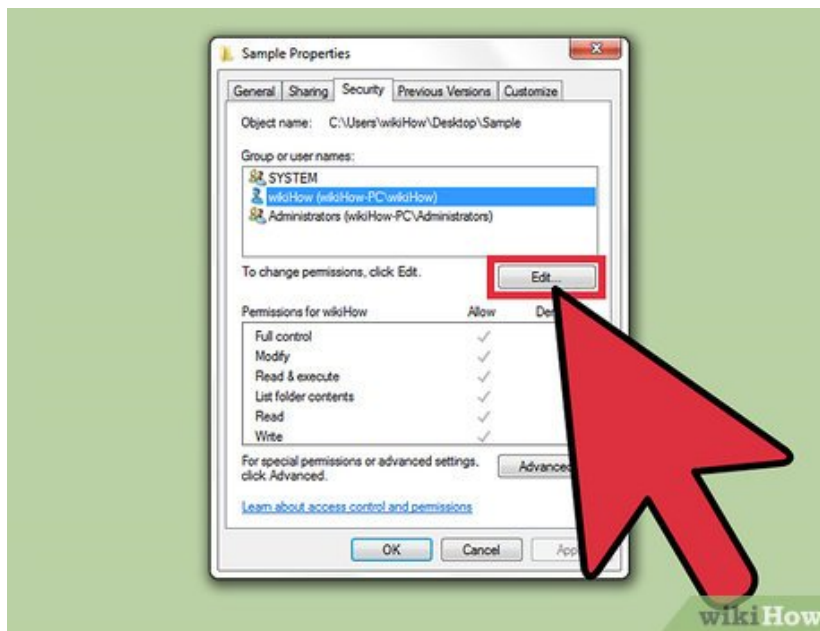 Sample Properties
General Sharing Security Previous Versions Customize
Object name: C:\Users\wikiHow\Desktop\Sample
Group or user names:
SYSTEM
wikiHow (wikiHow-PC\wikiHow)
Administrators (wikiHow-PC\Administrators)
To change permissions, click Edit. Edit...
Permissions for wikiHow Allow
Full control
Modify
Read & execute
List folder contents
Read
Write
For special permissions or advanced settings, click Advanced. Advanced
Learn about access control and permissions
OK Cancel
wikiHow